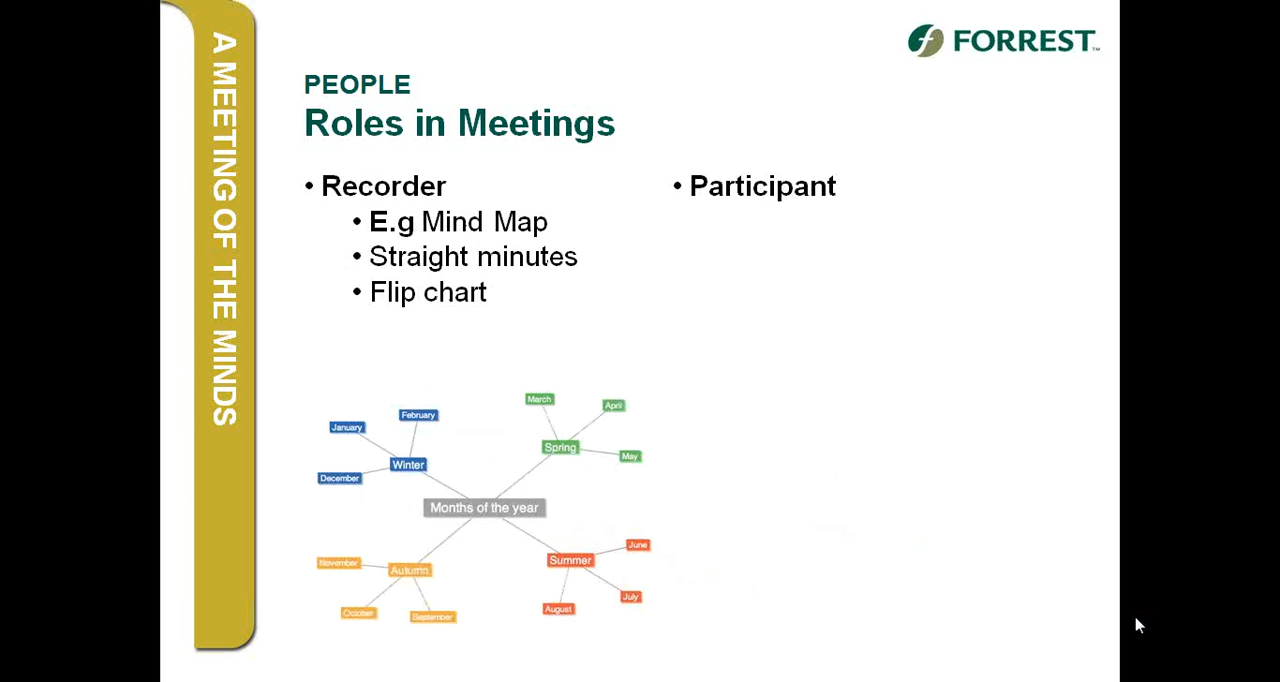 A MEETING OF THE MINDS
FORREST™
PEOPLE
Roles in Meetings
• Recorder
• E.g Mind Map
• Straight minutes
• Flip chart
• Participant
March
April
Spring
May
February
January
Winter
December
Months of the year
November
Autumn
October
September
June
Summer
July
August